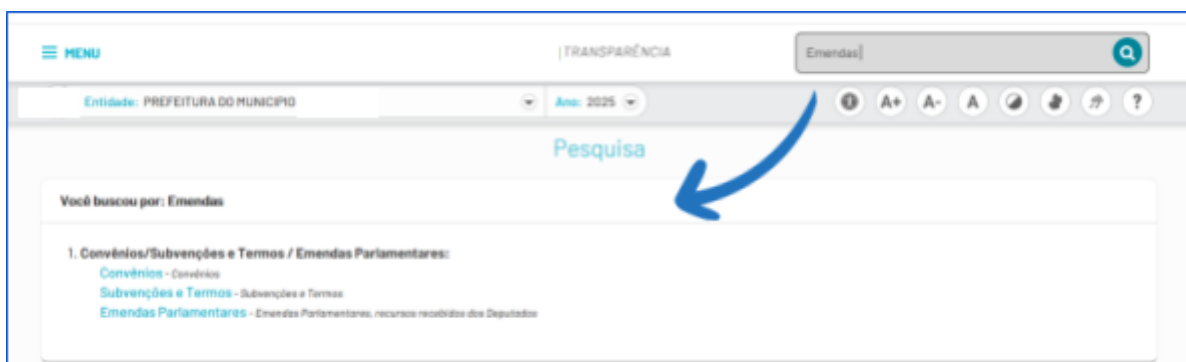 MENU
|TRANSPARÊNCIA
Emendas
Entidade: PREFEITURA DO MUNICIPIO
Ano: 2025
A+ A- A ?
Pesquisa
Você buscou por: Emendas
1. Convênios/Subvenções e Termos / Emendas Parlamentares:
Convênios - Convênios
Subvenções e Termos - Subvenções e Termos
Emendas Parlamentares - Emendas Parlamentares, recursos recebidos dos Deputados